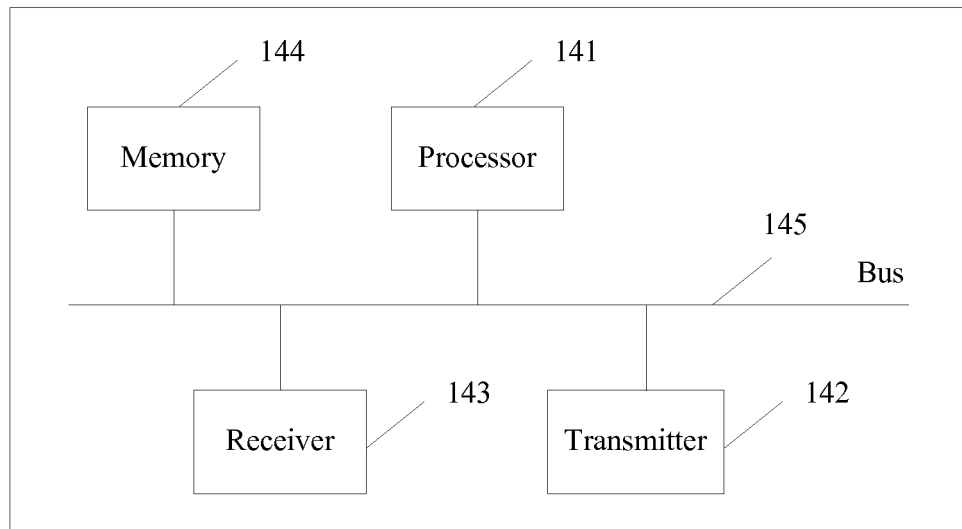 144
141
Memory
Processor
145
Bus
143
142
Receiver
Transmitter